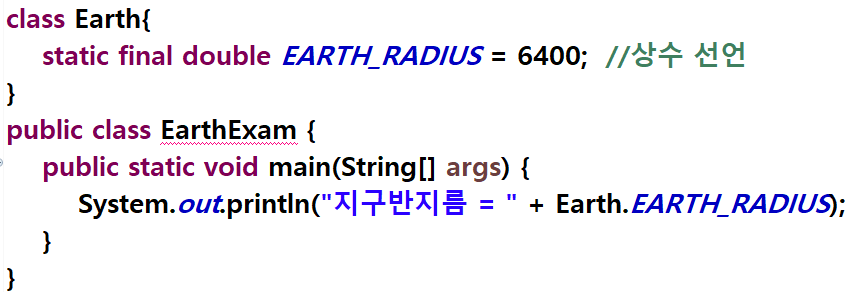 class Earth{
static final double EARTH_RADIUS = 6400; //상수 선언
}
public class EarthExam {
public static void main(String[] args) {
System.out.println("지구반지름 = " + Earth.EARTH_RADIUS);
}
}